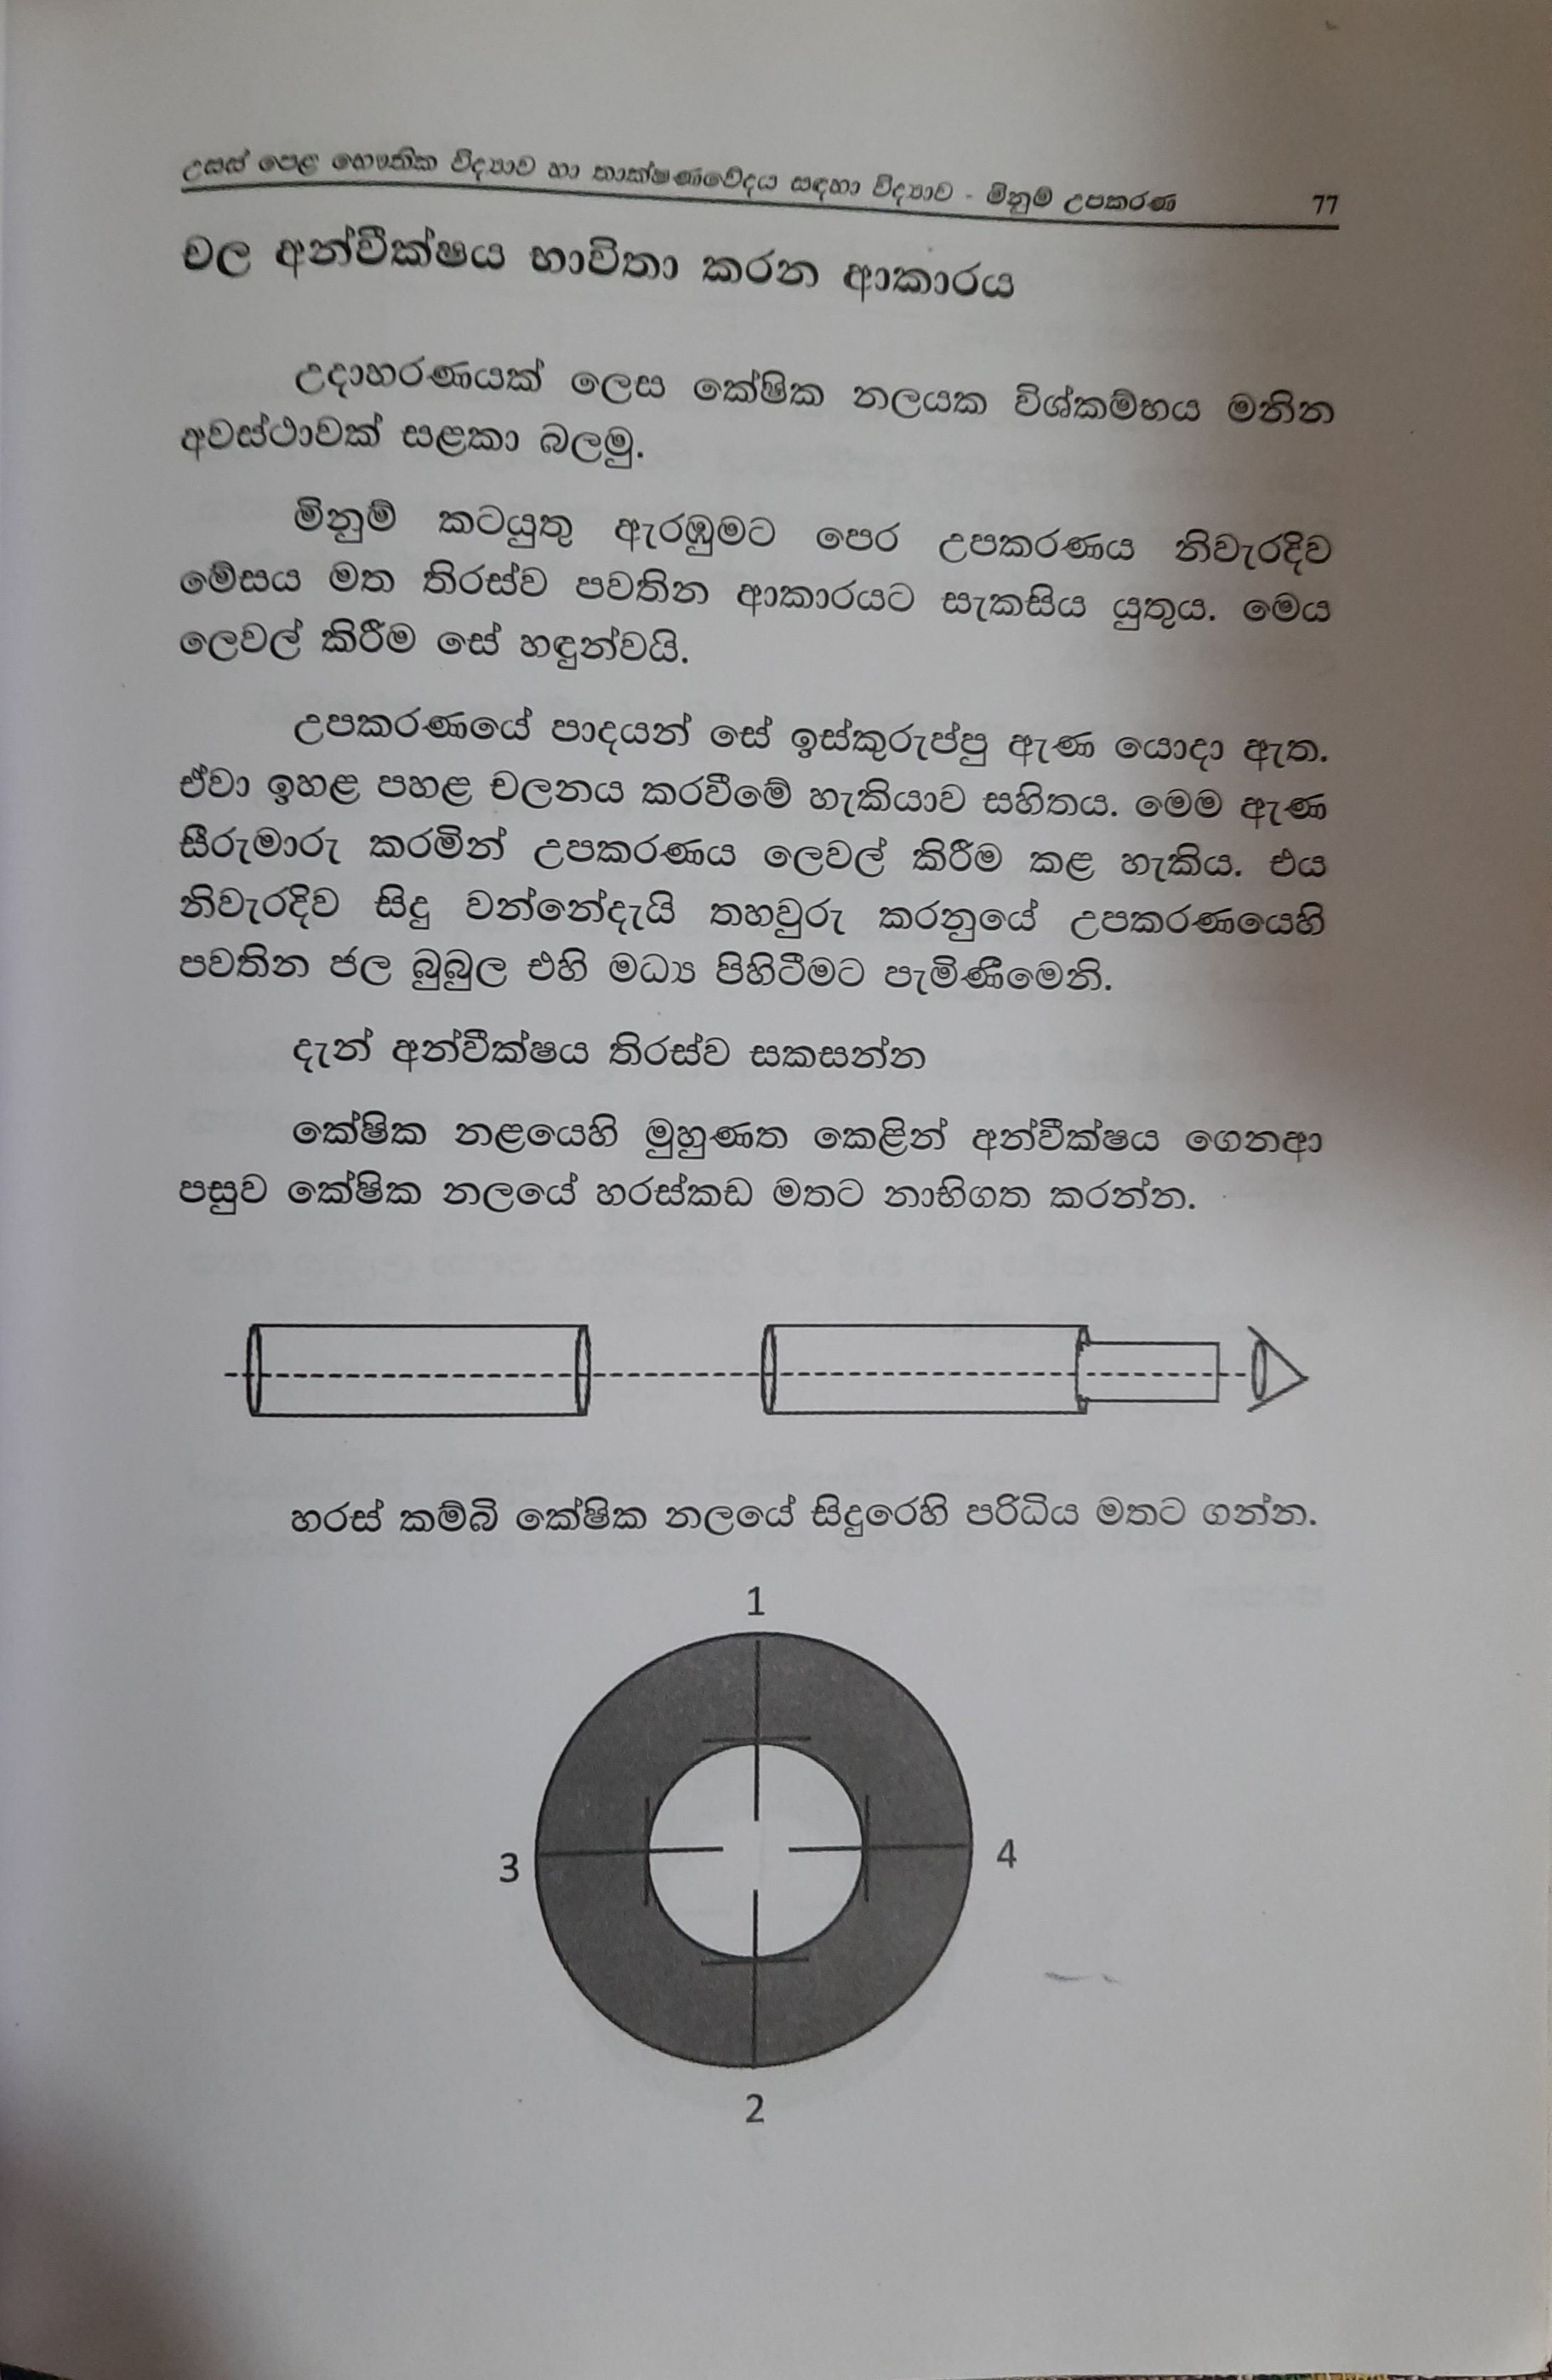 උසස් පෙළ භෞතික විද්‍යාව හා තාක්ෂණවේදය සඳහා විද්‍යාව - මිනුම් උපකරණ 77
චල අන්වීක්ෂය භාවිතා කරන ආකාරය
උදාහරණයක් ලෙස කේෂික නලයක විශ්කම්භය මනින
අවස්ථාවක් සළකා බලමු.
මිනුම් කටයුතු ඇරඹුමට පෙර උපකරණය නිවැරදිව
මේසය මත තිරස්ව පවතින ආකාරයට සැකසිය යුතුය. මෙය
ලෙවල් කිරීම සේ හඳුන්වයි.
උපකරණයේ පාදයන් සේ ඉස්කුරුප්පු ඇණ යොදා ඇත.
ඒවා ඉහළ පහළ චලනය කරවීමේ හැකියාව සහිතය. මෙම ඇණ
සීරුමාරු කරමින් උපකරණය ලෙවල් කිරීම කළ හැකිය. එය
නිවැරදිව සිදු වන්නේදැයි තහවුරු කරනුයේ උපකරණයෙහි
පවතින ජල බුබුල එහි මධ්‍ය පිහිටීමට පැමිණීමෙනි.
දැන් අන්වීක්ෂය තිරස්ව සකසන්න
කේෂික නළයෙහි මුහුණත කෙළින් අන්වීක්ෂය ගෙනආ
පසුව කේෂික නලයේ හරස්කඩ මතට නාභිගත කරන්න.
හරස් කම්බි කේෂික නලයේ සිදුරෙහි පරිධිය මතට ගන්න.
1
3 4
2